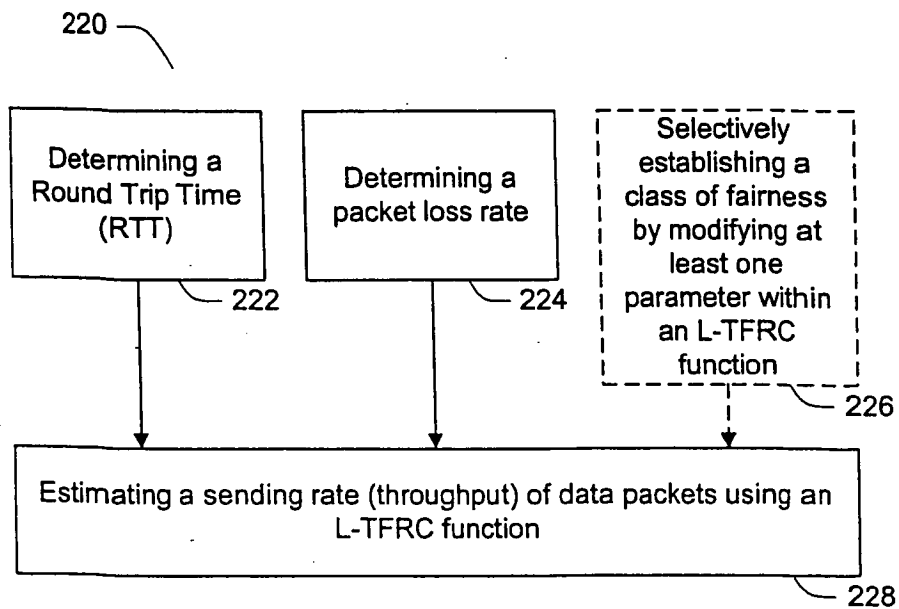 220
Determining a
Round Trip Time
(RTT)
222
Determining a
packet loss rate
224
Selectively
establishing a
class of fairness
by modifying at
least one
parameter within
an L-TFRC
function
226
Estimating a sending rate (throughput) of data packets using an
L-TFRC function
228